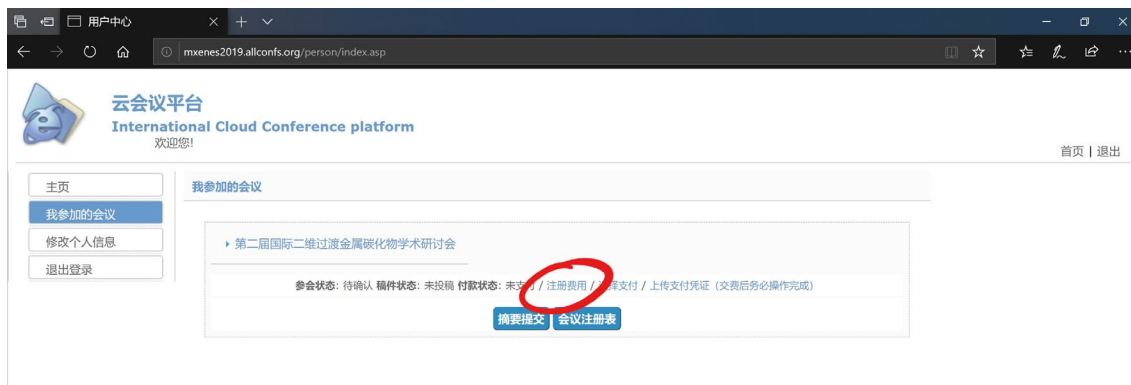 用户中心
mxenes2019.allconfs.org/person/index.asp
云会议平台
International Cloud Conference platform
欢迎您!
首页 | 退出
主页
我参加的会议
修改个人信息
退出登录
我参加的会议
第二届国际二维过渡金属碳化物学术研讨会
参会状态: 待确认 稿件状态: 未投稿 付款状态: 未支付 / 注册费用 / 选择支付 / 上传支付凭证 (交费后务必操作完成)
摘要提交 会议注册表